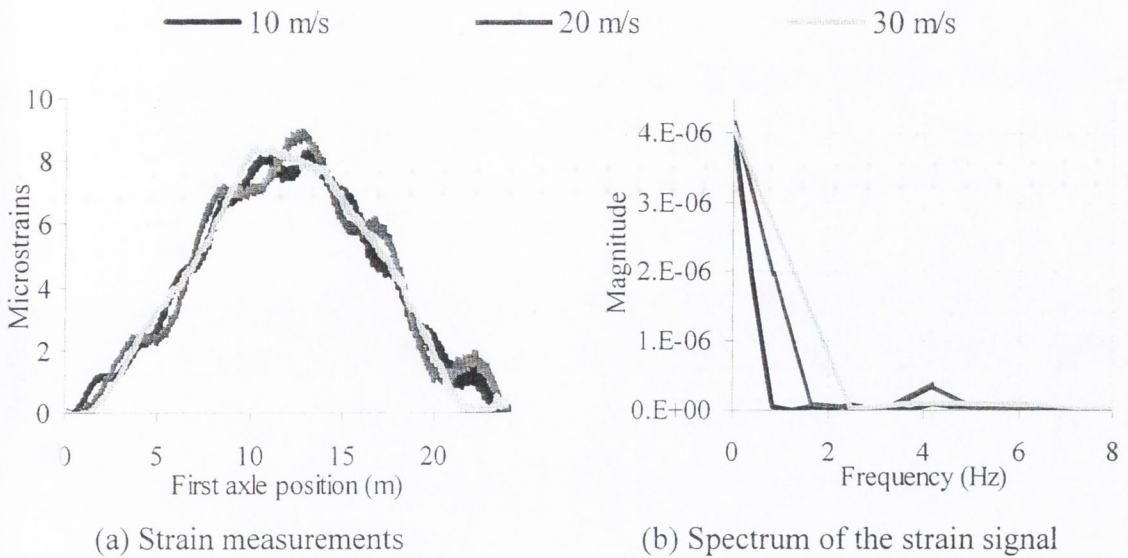 10 m/s 20 m/s 30 m/s
10
8
6
4
2
0
Microstrains
0 5 10 15 20
First axle position (m)
(a) Strain measurements
4.E-06
3.E-06
2.E-06
1.E-06
0.E+00
Magnitude
0 2 4 6 8
Frequency (Hz)
(b) Spectrum of the strain signal